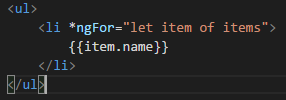 <ul>
<li *ngFor="let item of items">
{{item.name}}
</li>
</ul>